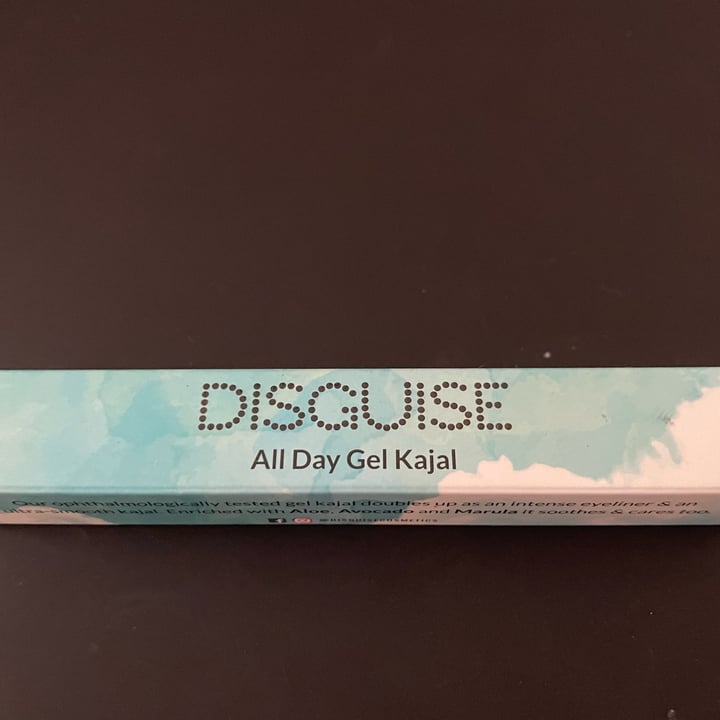 DISGUISE
All Day Gel Kajal
Our ophthalmologically tested gel kajal doubles up as an intense eyeliner & an
ultra-smooth kajal. Enriched with Aloe, Avocado and Marula it soothes & cares too.
@DISGUISECOSMETICS